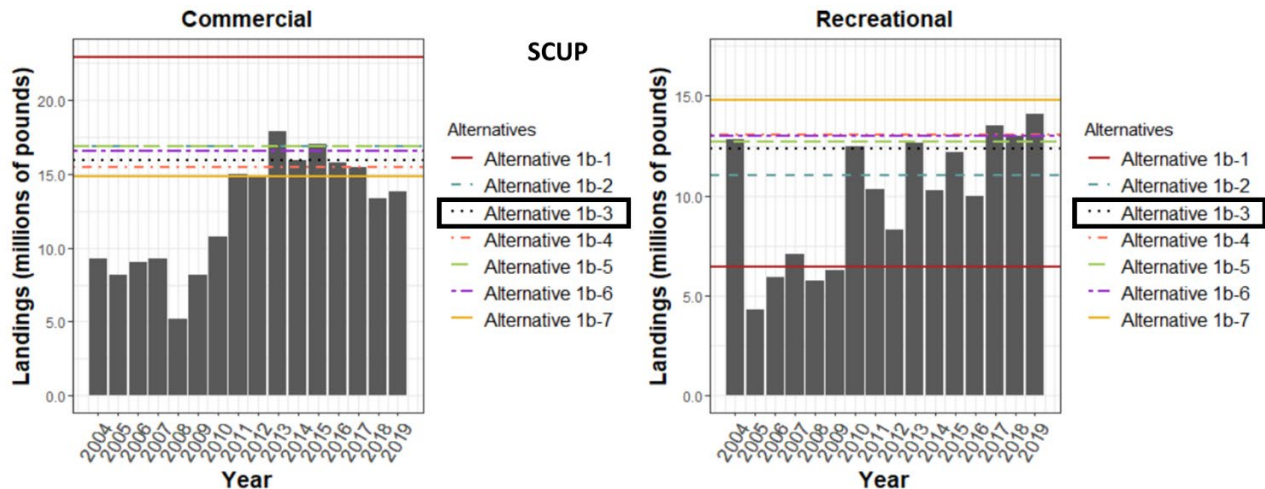 Commercial
SCUP
Recreational
Landings (millions of pounds)
20.0
15.0
10.0
5.0
0.0
2004
2005
2006
2007
2008
2009
2010
2011
2012
2013
2014
2015
2016
2017
2018
2019
Year
Alternatives
Alternative 1b-1
Alternative 1b-2
Alternative 1b-3
Alternative 1b-4
Alternative 1b-5
Alternative 1b-6
Alternative 1b-7
Landings (millions of pounds)
15.0
10.0
5.0
0.0
2004
2005
2006
2007
2008
2009
2010
2011
2012
2013
2014
2015
2016
2017
2018
2019
Year
Alternatives
Alternative 1b-1
Alternative 1b-2
Alternative 1b-3
Alternative 1b-4
Alternative 1b-5
Alternative 1b-6
Alternative 1b-7